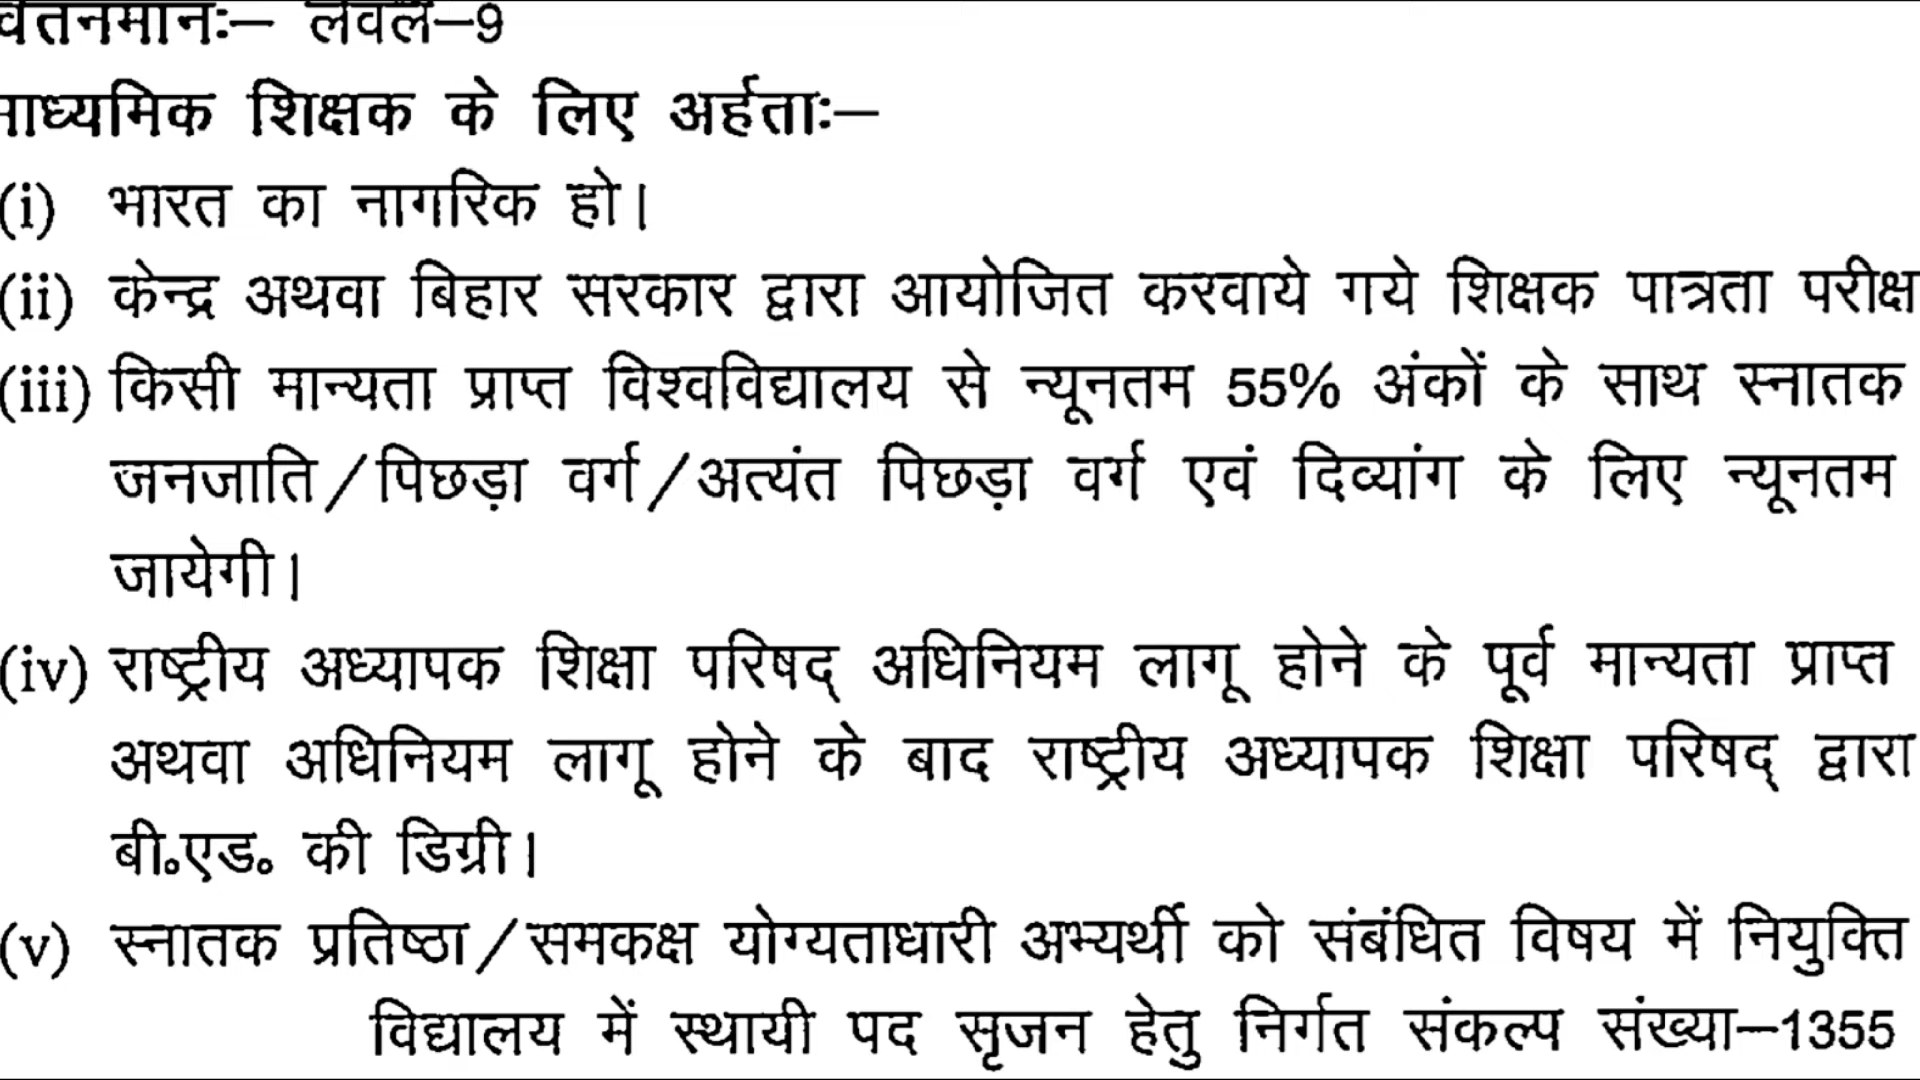 वेतनमानः– लेवल–9
माध्यमिक शिक्षक के लिए अर्हताः–
(i) भारत का नागरिक हो।
(ii) केन्द्र अथवा बिहार सरकार द्वारा आयोजित करवाये गये शिक्षक पात्रता परीक्ष
(iii) किसी मान्यता प्राप्त विश्वविद्यालय से न्यूनतम 55% अंकों के साथ स्नातक
जनजाति/पिछड़ा वर्ग/अत्यंत पिछड़ा वर्ग एवं दिव्यांग के लिए न्यूनतम
जायेगी।
(iv) राष्ट्रीय अध्यापक शिक्षा परिषद् अधिनियम लागू होने के पूर्व मान्यता प्राप्त
अथवा अधिनियम लागू होने के बाद राष्ट्रीय अध्यापक शिक्षा परिषद् द्वारा
बी॰एड॰ की डिग्री।
(v) स्नातक प्रतिष्ठा/समकक्ष योग्यताधारी अभ्यर्थी को संबंधित विषय में नियुक्ति
विद्यालय में स्थायी पद सृजन हेतु निर्गत संकल्प संख्या–1355